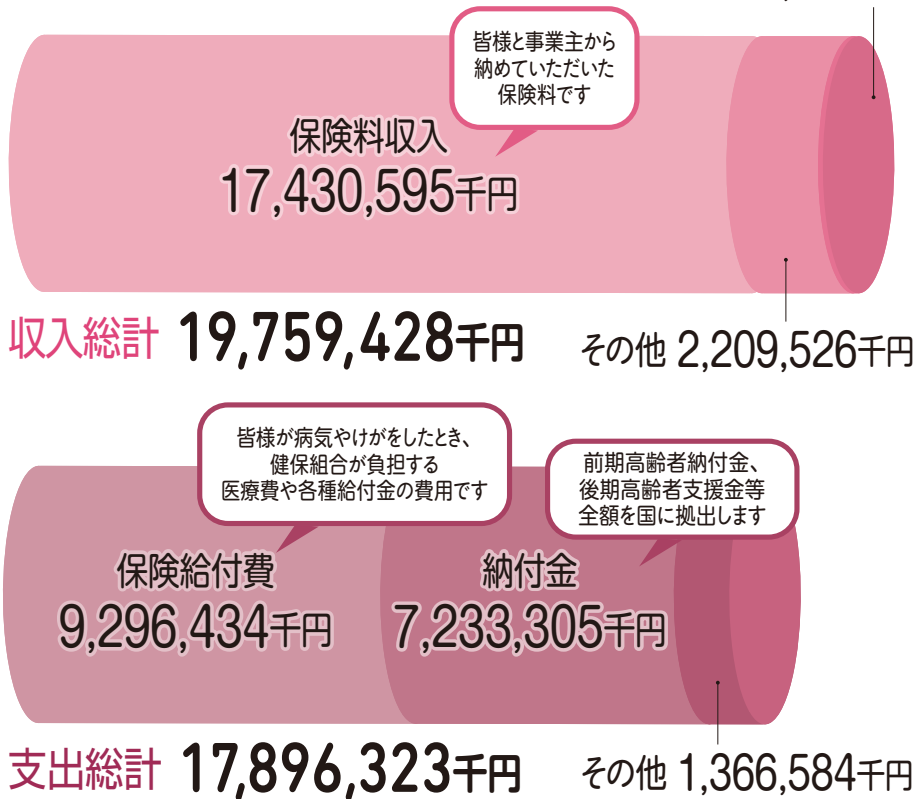 皆様と事業主から
納めていただいた
保険料です
保険料収入
17,430,595千円
収入総計 19,759,428千円
その他 2,209,526千円
皆様が病気やけがをしたとき、
健保組合が負担する
医療費や各種給付金の費用です
前期高齢者納付金、
後期高齢者支援金等
全額を国に拠出します
保険給付費
9,296,434千円
納付金
7,233,305千円
支出総計 17,896,323千円
その他 1,366,584千円